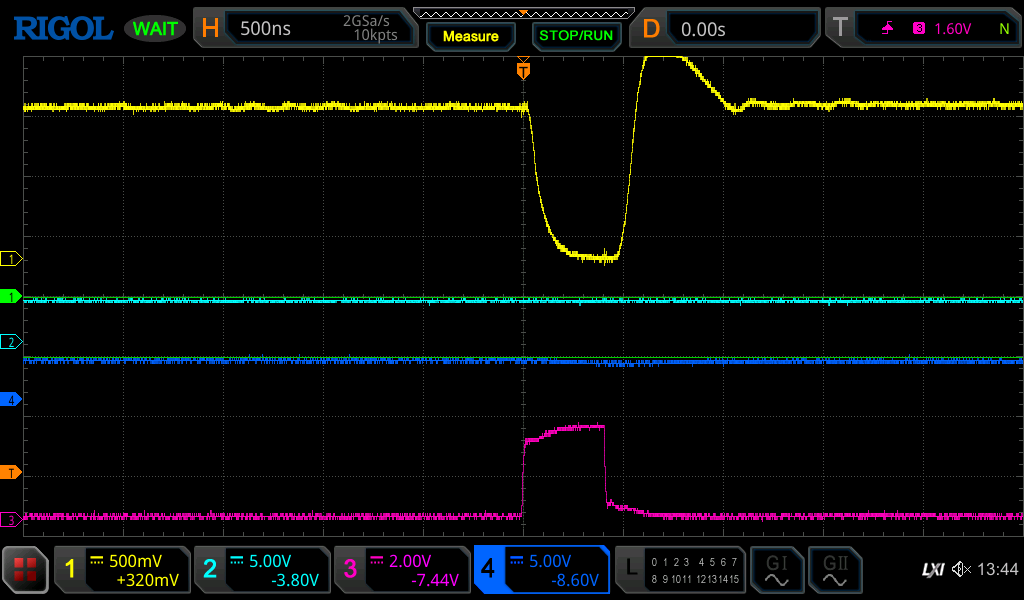 RIGOL WAIT H 500ns 2GSa/s 10kpts Measure STOP/RUN D 0.00s T 3 1.60V N
T
1
1
2
4
T
3
1 500mV +320mV 2 5.00V -3.80V 3 2.00V -7.44V 4 5.00V -8.60V L 0 1 2 3 4 5 6 7 GI GII LXI 13:44
8 9 10 11 12 13 14 15